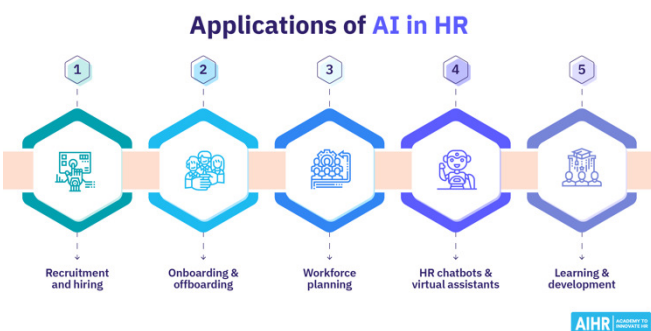 Applications of AI in HR
1
2
3
4
5
Recruitment
and hiring
Onboarding &
offboarding
Workforce
planning
HR chatbots &
virtual assistants
Learning &
development
AIHR
ACADEMY TO
INNOVATE HR